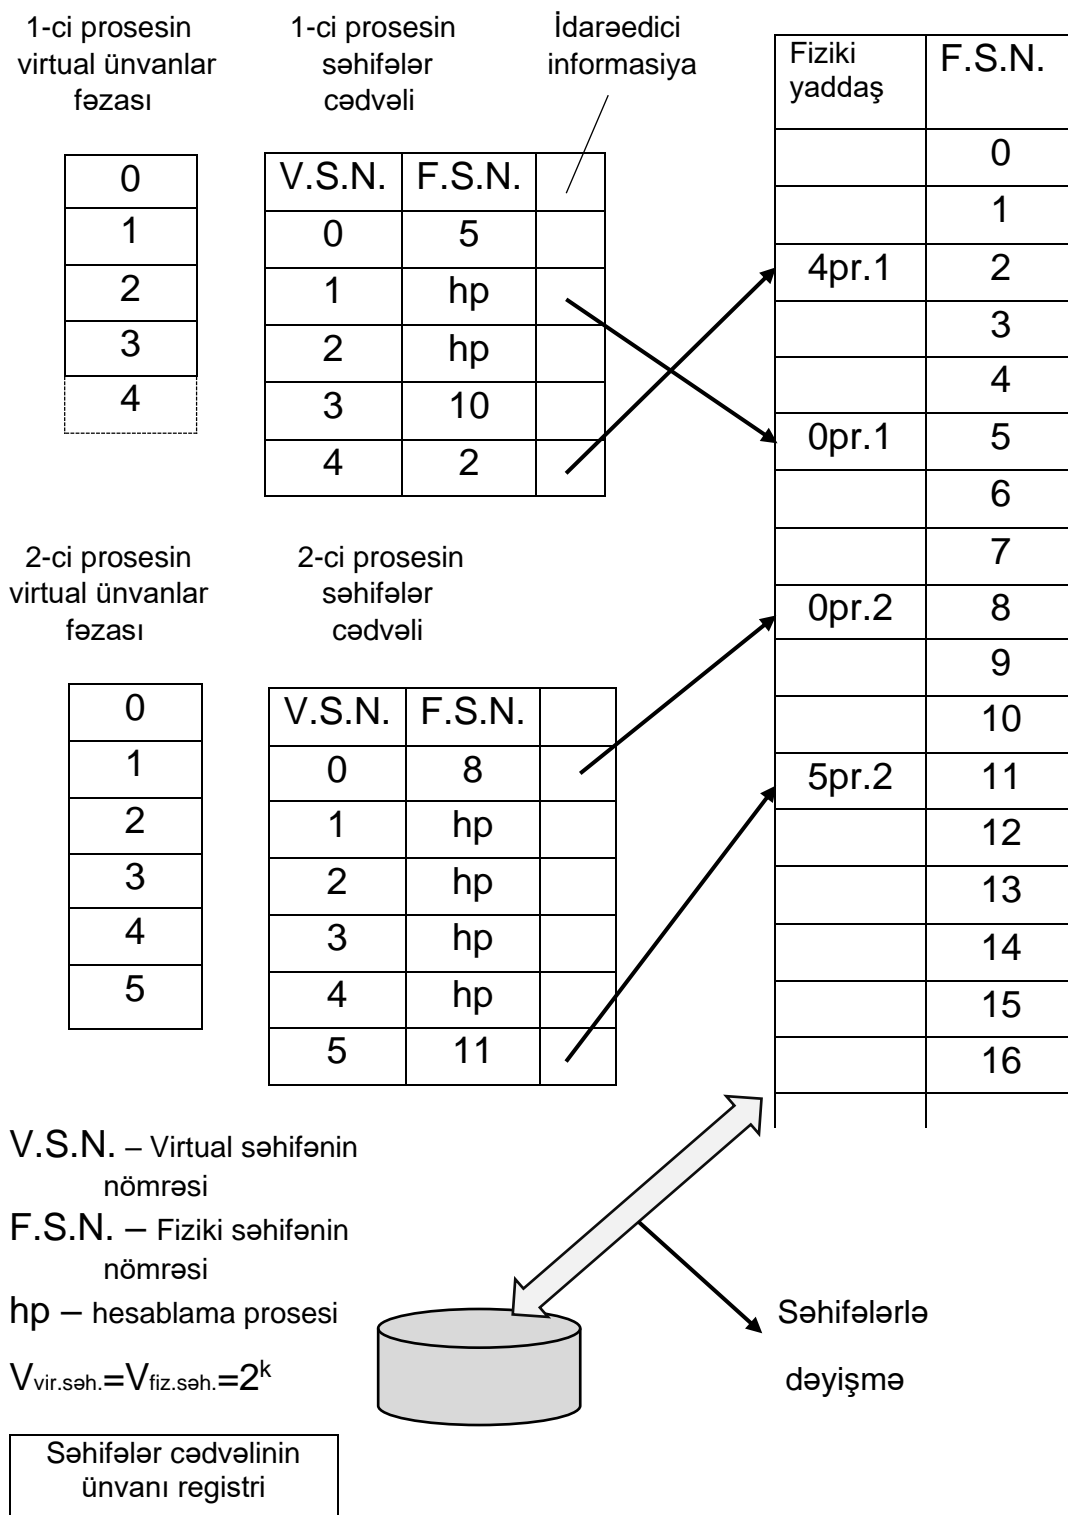 1-ci prosesin
virtual ünvanlar
fəzası
1-ci prosesin
səhifələr
cədvəli
İdarəedici
informasiya
0
1
2
3
4
V.S.N. F.S.N.
0 5
1 hp
2 hp
3 10
4 2
2-ci prosesin
virtual ünvanlar
fəzası
2-ci prosesin
səhifələr
cədvəli
0
1
2
3
4
5
V.S.N. F.S.N.
0 8
1 hp
2 hp
3 hp
4 hp
5 11
Fiziki
yaddaş
F.S.N.
0
1
4pr.1 2
3
4
0pr.1 5
6
7
0pr.2 8
9
10
5pr.2 11
12
13
14
15
16
V.S.N. – Virtual səhifənin
nömrəsi
F.S.N. – Fiziki səhifənin
nömrəsi
hp – hesablama prosesi
Vvir.səh.=Vfiz.səh.=2^k
Səhifələrlə
dəyişmə
Səhifələr cədvəlinin
ünvanı registri